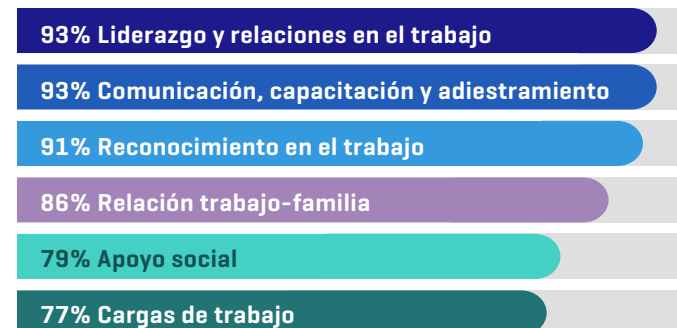 93% Liderazgo y relaciones en el trabajo
93% Comunicación, capacitación y adiestramiento
91% Reconocimiento en el trabajo
86% Relación trabajo-familia
79% Apoyo social
77% Cargas de trabajo